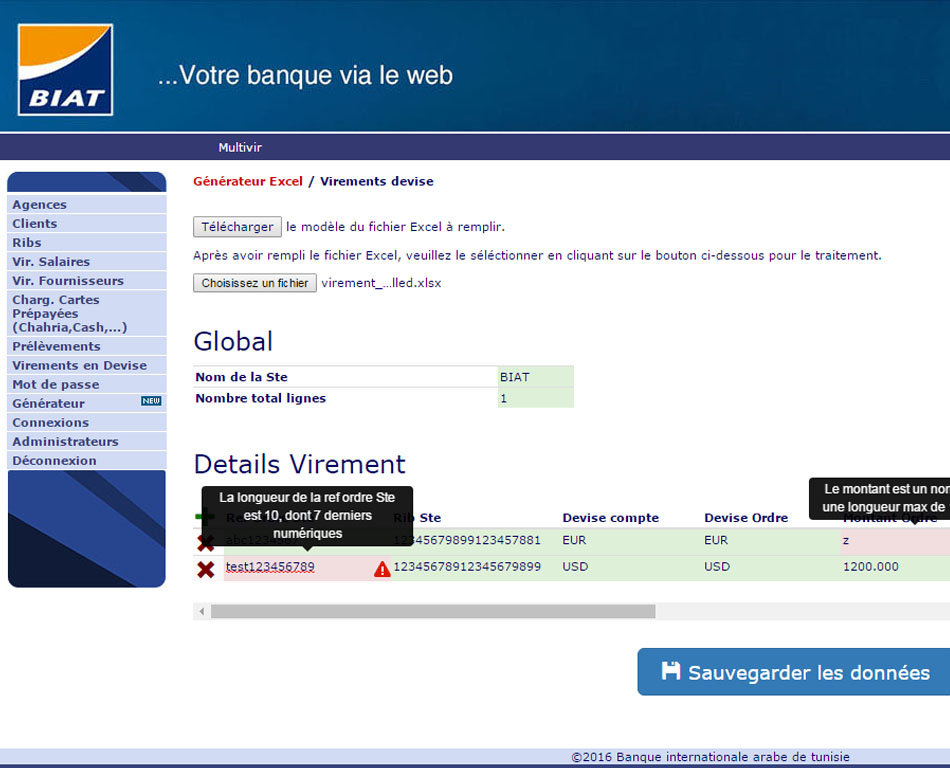 BIAT
...Votre banque via le web
Multivir
Agences
Clients
Ribs
Vir. Salaires
Vir. Fournisseurs
Charg. Cartes
Prépayées
(Chahria,Cash,...)
Prélèvements
Virements en Devise
Mot de passe
Générateur NEW
Connexions
Administrateurs
Déconnexion
Générateur Excel / Virements devise
Télécharger le modèle du fichier Excel à remplir.
Après avoir rempli le fichier Excel, veuillez le séléctionner en cliquant sur le bouton ci-dessous pour le traitement.
Choisissez un fichier virement_...lled.xlsx
Global
Nom de la Ste BIAT
Nombre total lignes 1
Details Virement
La longueur de la ref ordre Ste
est 10, dont 7 derniers
numériques
Le montant est un nom
une longueur max de
Rib Ste Devise compte Devise Ordre Montant Ordre
abc1234567 12345679899123457881 EUR EUR z
test123456789 12345678912345679899 USD USD 1200.000
Sauvegarder les données
©2016 Banque internationale arabe de tunisie